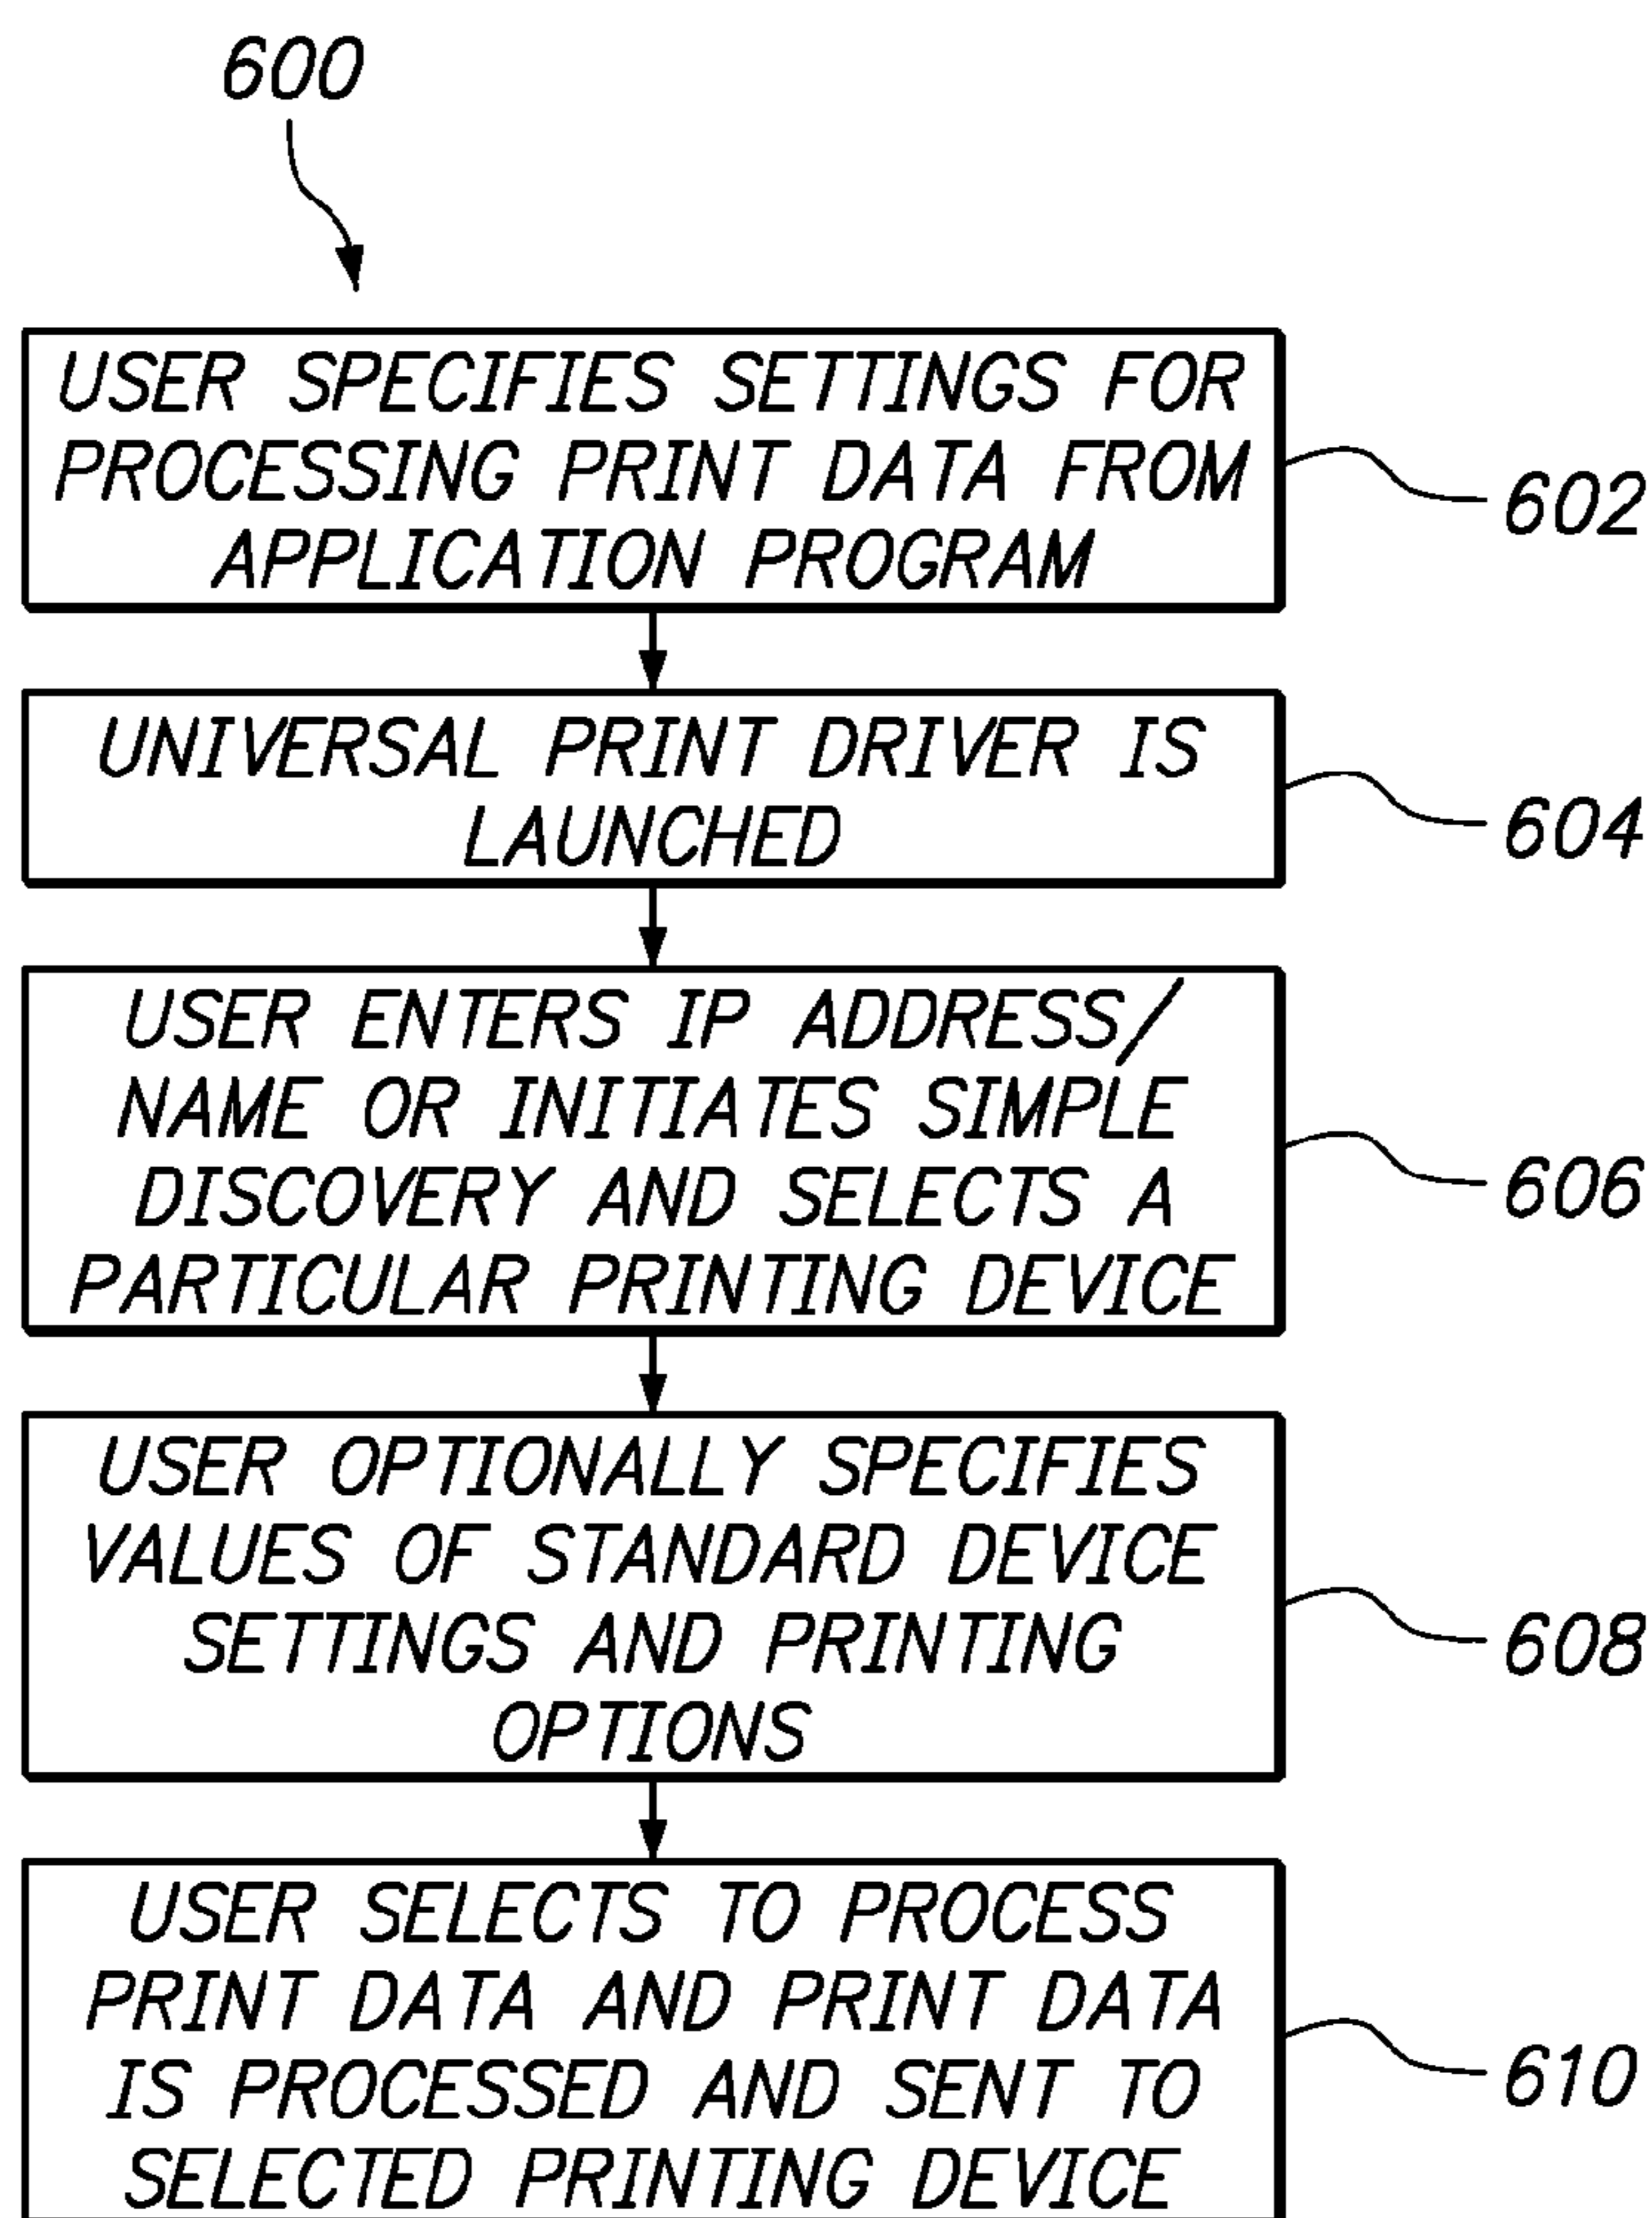 600
USER SPECIFIES SETTINGS FOR
PROCESSING PRINT DATA FROM
APPLICATION PROGRAM
602
UNIVERSAL PRINT DRIVER IS
LAUNCHED
604
USER ENTERS IP ADDRESS/
NAME OR INITIATES SIMPLE
DISCOVERY AND SELECTS A
PARTICULAR PRINTING DEVICE
606
USER OPTIONALLY SPECIFIES
VALUES OF STANDARD DEVICE
SETTINGS AND PRINTING
OPTIONS
608
USER SELECTS TO PROCESS
PRINT DATA AND PRINT DATA
IS PROCESSED AND SENT TO
SELECTED PRINTING DEVICE
610